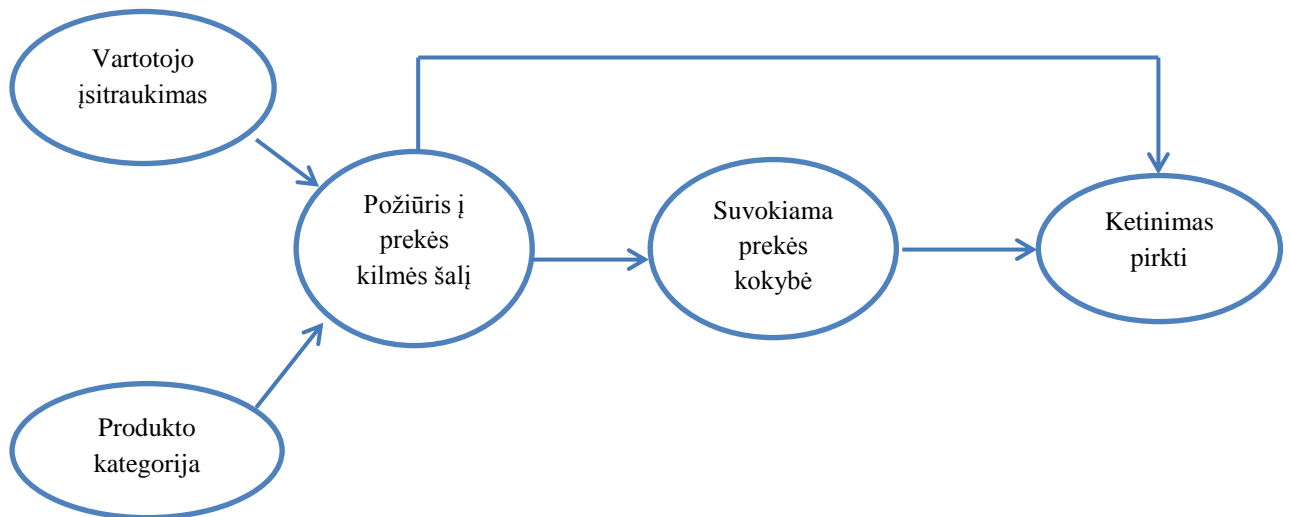 Vartotojo
įsitraukimas
Požiūris į
prekės
kilmės šalį
Suvokiama
prekės
kokybė
Ketinimas
pirkti
Produkto
kategorija